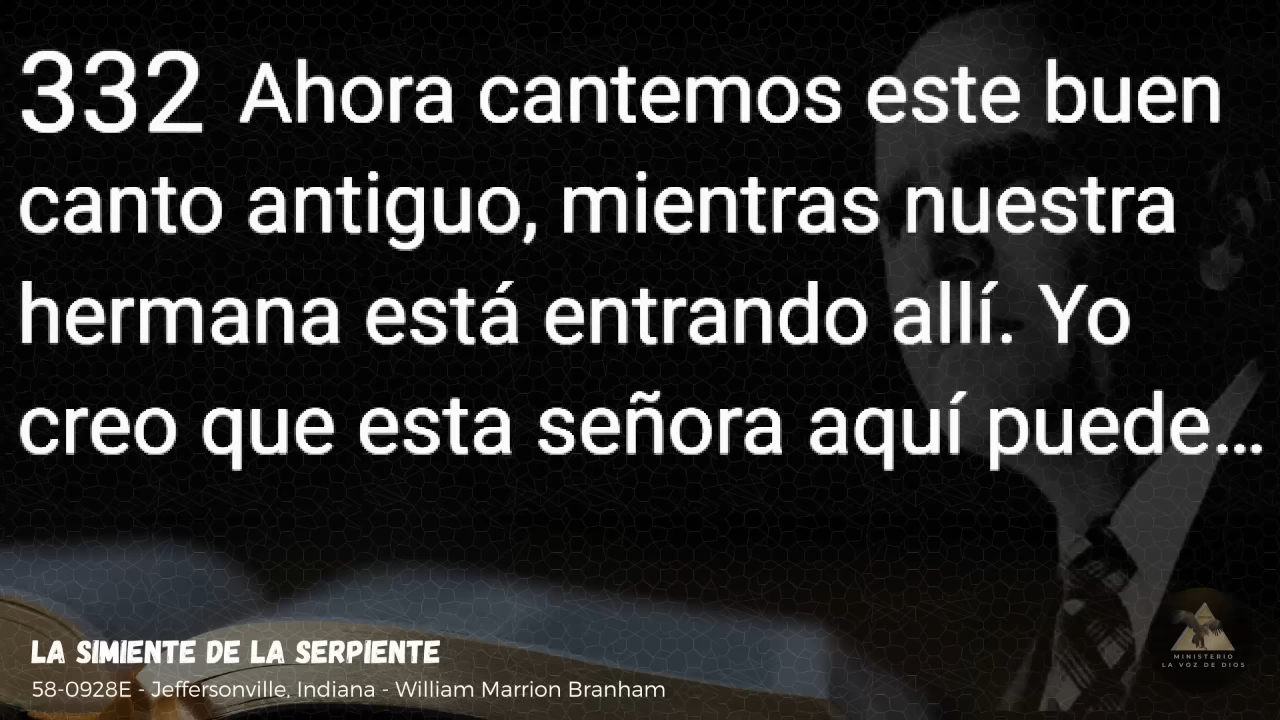 332 Ahora cantemos este buen
canto antiguo, mientras nuestra
hermana está entrando allí. Yo
creo que esta señora aquí puede...
LA SIMIENTE DE LA SERPIENTE
58-0928E - Jeffersonville, Indiana - William Marrion Branham
MINISTERIO
LA VOZ DE DIOS